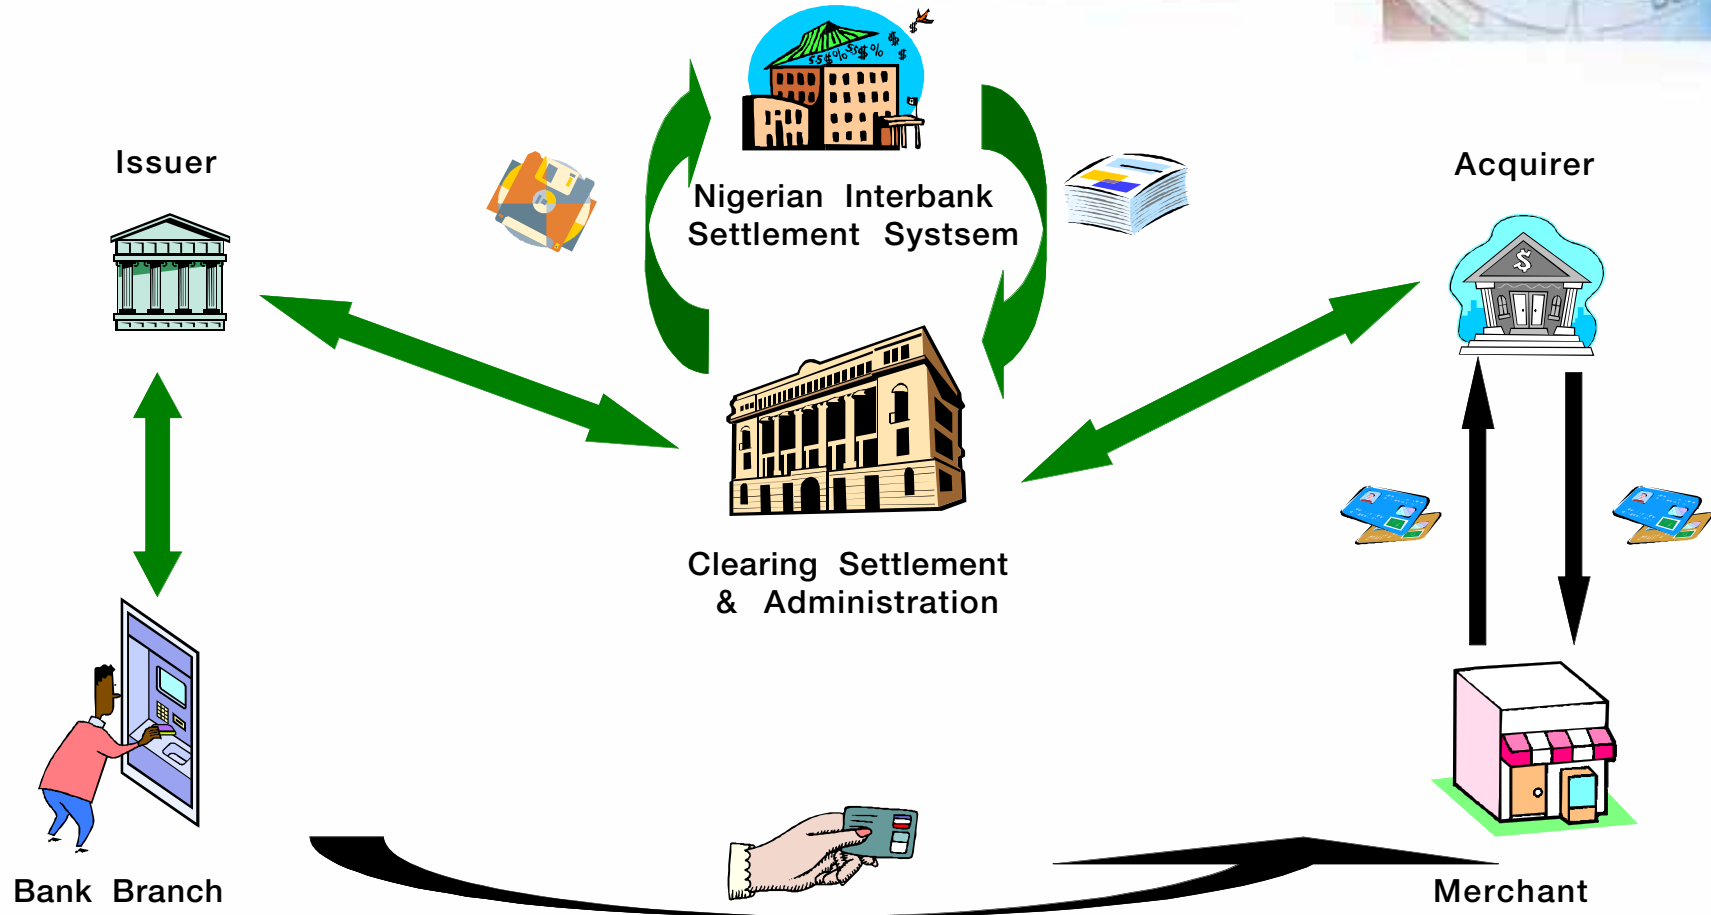 Issuer
Acquirer
Nigerian Interbank
Settlement Systsem
Clearing Settlement
& Administration
Bank Branch
Merchant